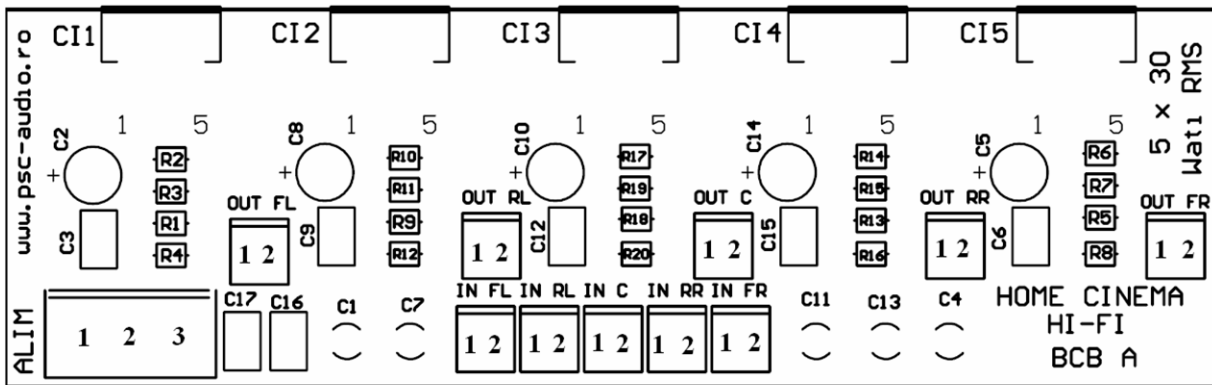 CI1 CI2 CI3 CI4 CI5
www.psc-audio.ro
5 x 30
Watı RMS
1 5 1 5 1 5 1 5 1 5
C2 C8 C10 C14 C5
+ + + + +
R2 R10 R17 R14 R6
R3 R11 R19 R15 R7
R1 R9 R18 R13 R5
R4 R12 R20 R16 R8
C3 C9 C12 C15 C6
OUT FL OUT RL OUT C OUT RR OUT FR
1 2 1 2 1 2 1 2 1 2
ALIM
1 2 3
C17 C16 C1 C7
IN FL IN RL IN C IN RR IN FR
1 2 1 2 1 2 1 2 1 2
C11 C13 C4
HOME CINEMA
HI-FI
BCB A